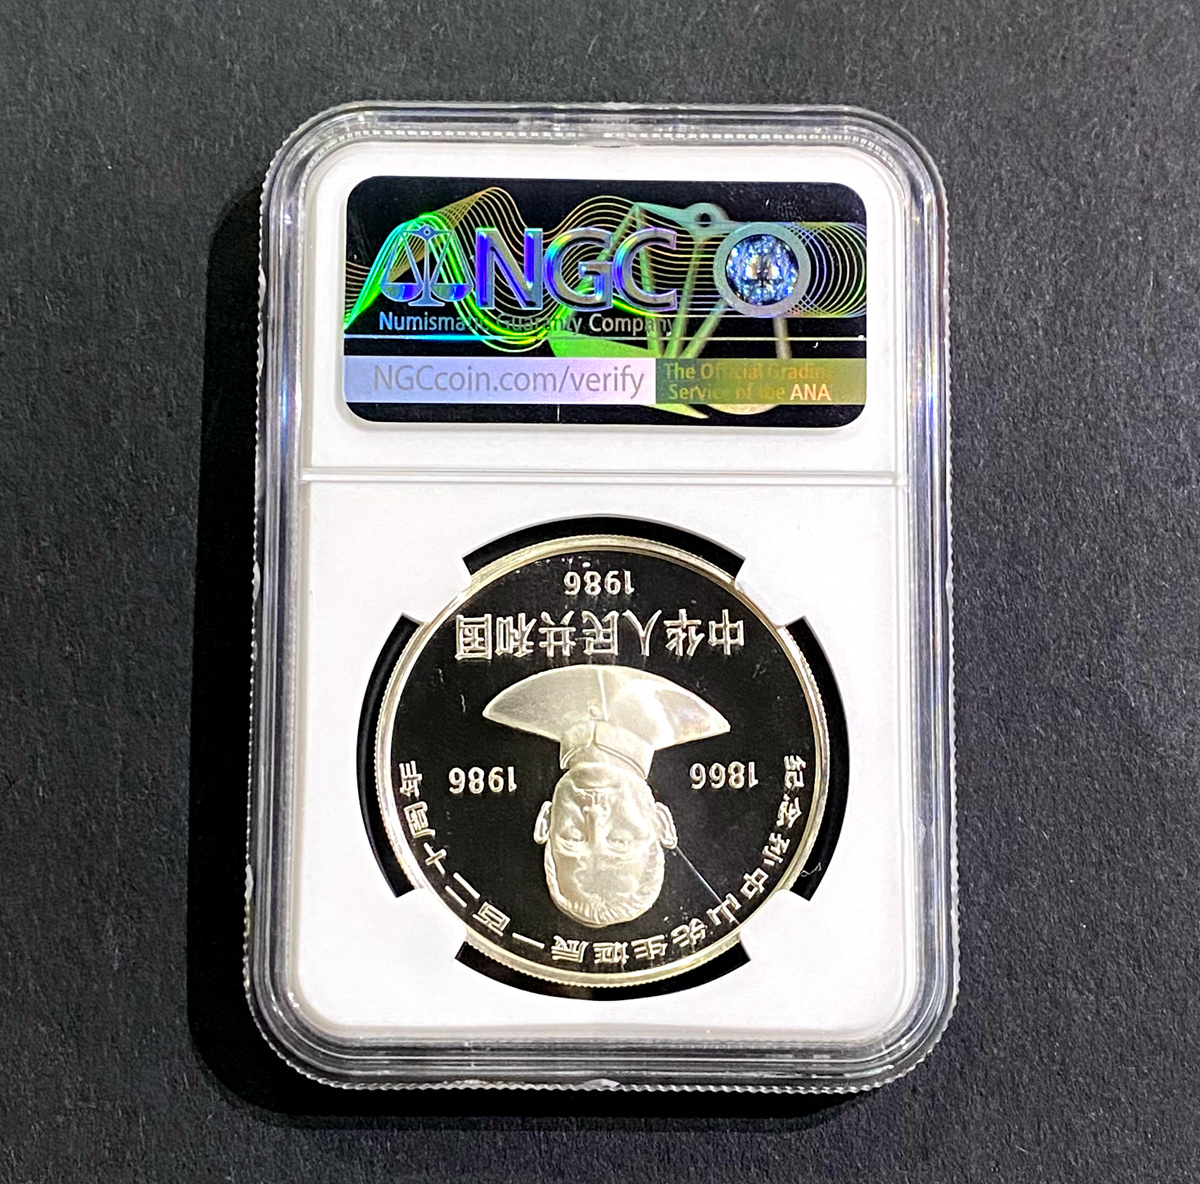 NGC
Numismatic Guaranty Company
NGCcoin.com/verify
The Official Grading
Service of the ANA
纪念孙中山先生诞辰一百二十周年
1866
1986
中华人民共和国
1986